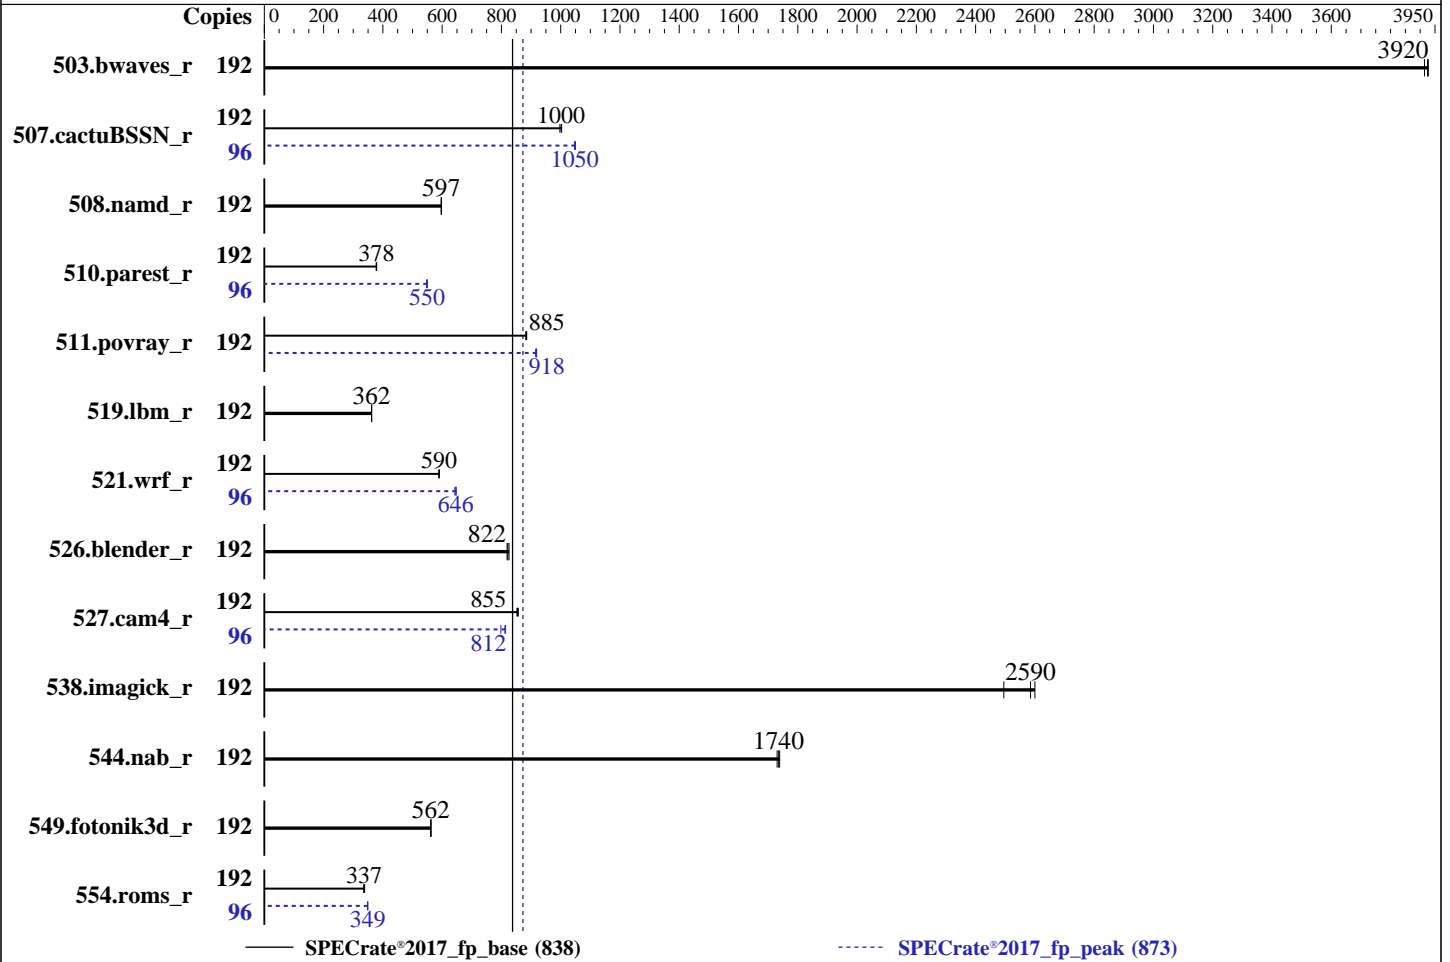 Copies 0 200 400 600 800 1000 1200 1400 1600 1800 2000 2200 2400 2600 2800 3000 3200 3400 3600 3950
503.bwaves_r 192 3920
507.cactuBSSN_r 192 1000
96 1050
508.namd_r 192 597
510.parest_r 192 378
96 550
511.povray_r 192 885
918
519.lbm_r 192 362
521.wrf_r 192 590
96 646
526.blender_r 192 822
527.cam4_r 192 855
96 812
538.imagick_r 192 2590
544.nab_r 192 1740
549.fotonik3d_r 192 562
554.roms_r 192 337
96 349
SPECrate®2017_fp_base (838) SPECrate®2017_fp_peak (873)